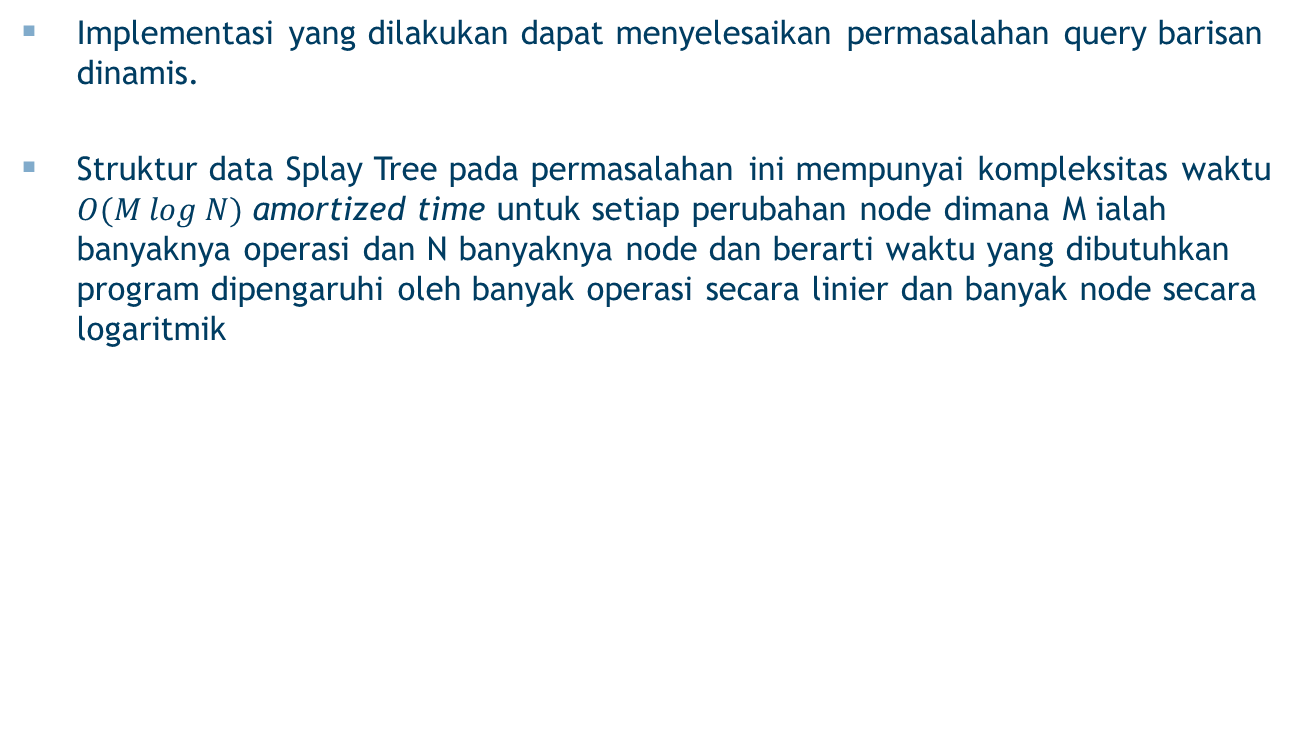 ▪ Implementasi yang dilakukan dapat menyelesaikan permasalahan query barisan
dinamis.
▪ Struktur data Splay Tree pada permasalahan ini mempunyai kompleksitas waktu
𝑂(𝑀 𝑙𝑜𝑔 𝑁) amortized time untuk setiap perubahan node dimana M ialah
banyaknya operasi dan N banyaknya node dan berarti waktu yang dibutuhkan
program dipengaruhi oleh banyak operasi secara linier dan banyak node secara
logaritmik